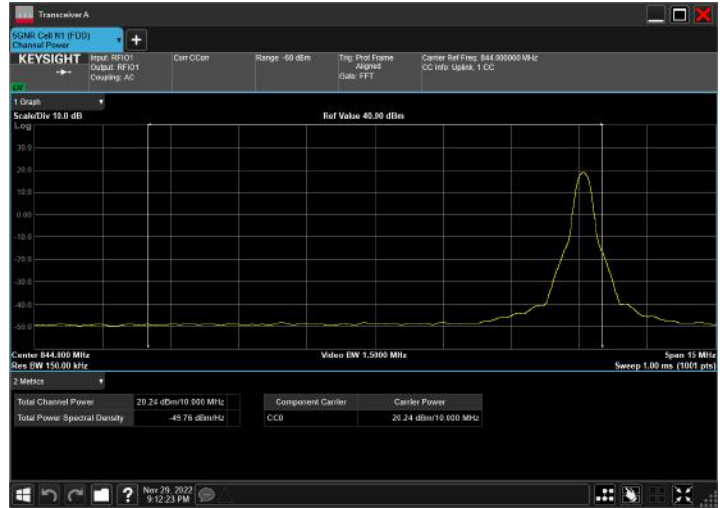 Transceiver A
5GNR Cell N1 (FDD)
Channel Power
KEYSIGHT
Input: RFIO1
Output: RFIO1
Coupling: AC
Corr CCorr
Range -60 dBm
Trig: Prot Frame
Aligned
Gate: FFT
Carrier Ref Freq: 844.000000 MHz
CC Info: Uplink, 1 CC
1 Graph
Scale/Div 10.0 dB
Ref Value 40.00 dBm
Log
30.0
20.0
10.0
0.00
-10.0
-20.0
-30.0
-40.0
-50.0
Center 844.000 MHz
Video BW 1.5000 MHz
Span 15 MHz
Res BW 150.00 kHz
Sweep 1.00 ms (1001 pts)
2 Metrics
Total Channel Power 20.24 dBm/10.000 MHz
Total Power Spectral Density -49.76 dBm/Hz
Component Carrier Carrier Power
CC0 20.24 dBm/10.000 MHz
Nov 29, 2022
9:12:23 PM